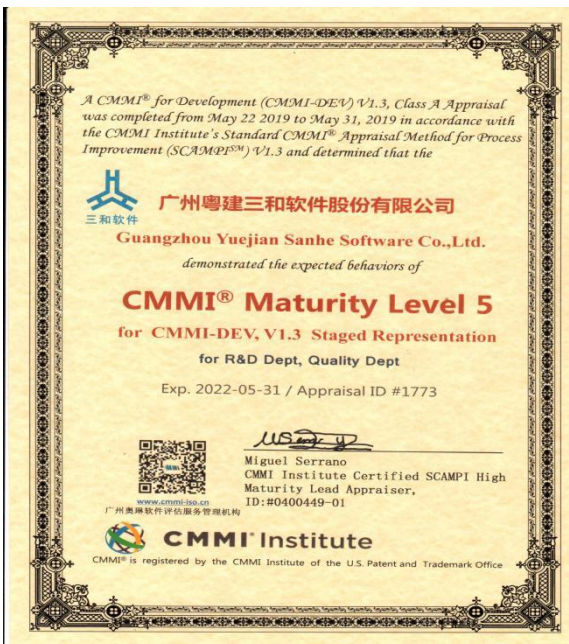 A CMMI® for Development (CMMI-DEV) V1.3, Class A Appraisal
was completed from May 22 2019 to May 31, 2019 in accordance with
the CMMI Institute's Standard CMMI® Appraisal Method for Process
Improvement (SCAMPI℠) V1.3 and determined that the
三和软件
广州粤建三和软件股份有限公司
Guangzhou Yuejian Sanhe Software Co.,Ltd.
demonstrated the expected behaviors of
CMMI® Maturity Level 5
for CMMI-DEV, V1.3 Staged Representation
for R&D Dept, Quality Dept
Exp. 2022-05-31 / Appraisal ID #1773
Miguel Serrano
CMMI Institute Certified SCAMPI High
Maturity Lead Appraiser,
ID:#0400449-01
www.cmmi-iso.cn
广州奥琳软件评估服务管理机构
CMMI® Institute
CMMI® is registered by the CMMI Institute of the U.S. Patent and Trademark Office